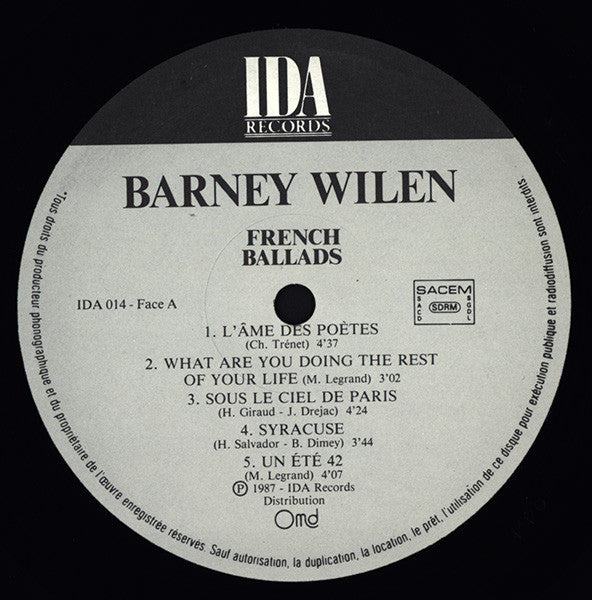 IDA
RECORDS
BARNEY WILEN
FRENCH
BALLADS
IDA 014 - Face A
SACEM
SACD
SDRM
SGDL
1. L'ÂME DES POÈTES
(Ch. Trénet) 4'37
2. WHAT ARE YOU DOING THE REST
OF YOUR LIFE (M. Legrand) 3'02
3. SOUS LE CIEL DE PARIS
(H. Giraud - J. Drejac) 4'24
4. SYRACUSE
(H. Salvador - B. Dimey) 3'44
5. UN ÉTÉ 42
(M. Legrand) 4'07
℗ 1987 - IDA Records
Distribution
Omd
"Tous droits du producteur phonographique et du propriétaire de l'œuvre enregistrée réservés. Sauf autorisation, la duplication, la location, le prêt, l'utilisation de ce disque pour exécution publique et radiodiffusion sont interdits.